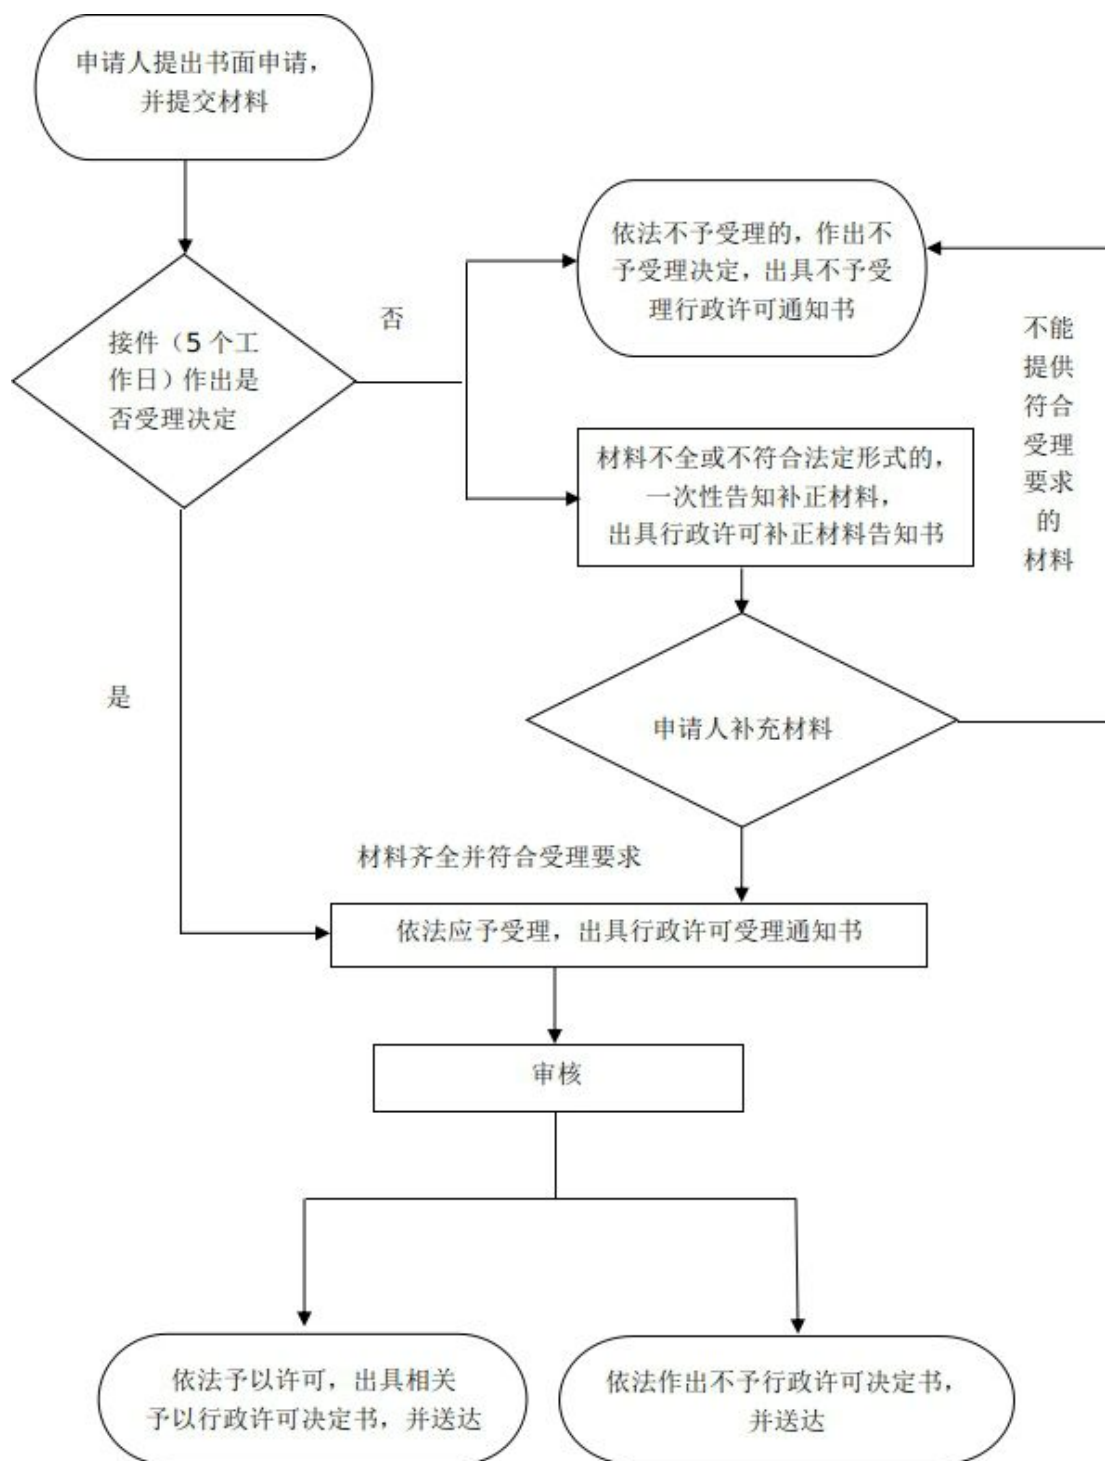 申请人提出书面申请，
并提交材料
依法不予受理的，作出不
予受理决定，出具不予受
理行政许可通知书
否
接件（5个工
作日）作出是
否受理决定
不能
提供
符合
受理
要求
的
材料
材料不全或不符合法定形式的，
一次性告知补正材料，
出具行政许可补正材料告知书
是
申请人补充材料
材料齐全并符合受理要求
依法应予受理，出具行政许可受理通知书
审核
依法予以许可，出具相关
予以行政许可决定书，并送达
依法作出不予行政许可决定书，
并送达